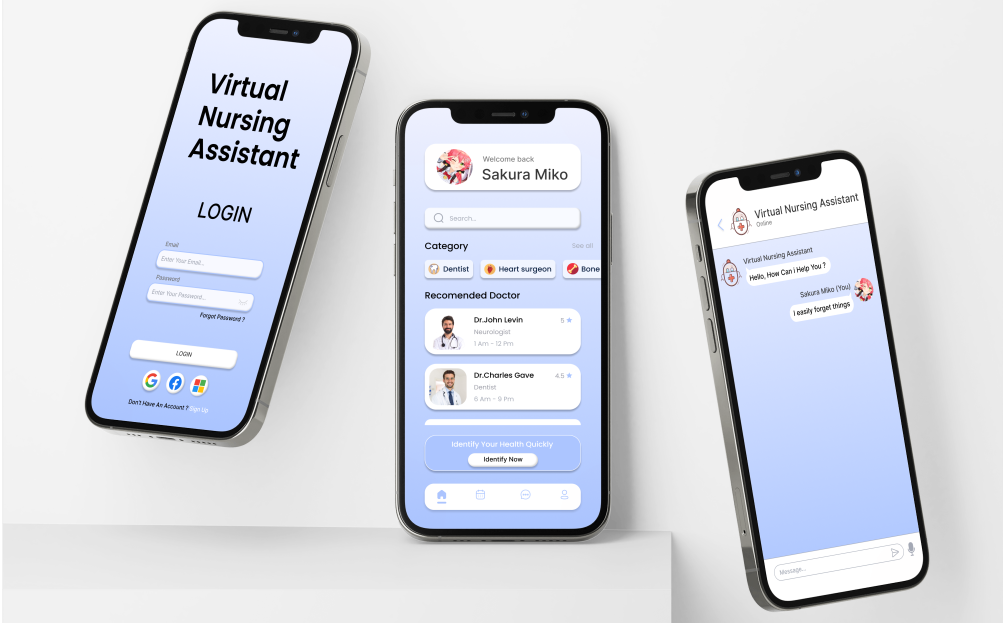 Virtual
Nursing
Assistant
LOGIN
Email
Enter Your Email...
Password
Enter Your Password...
Forgot Password ?
LOGIN
Don't Have An Account ? Sign Up
Welcome back
Sakura Miko
Search...
Category
See all
Dentist
Heart surgeon
Bone
Recomended Doctor
Dr.John Levin
5
Neurologist
1 Am - 12 Pm
Dr.Charles Gave
4.5
Dentist
6 Am - 9 Pm
Identify Your Health Quickly
Identify Now
Virtual Nursing Assistant
Online
Virtual Nursing Assistant
Hello, How Can i Help You ?
Sakura Miko (You)
I easily forget things
Message...